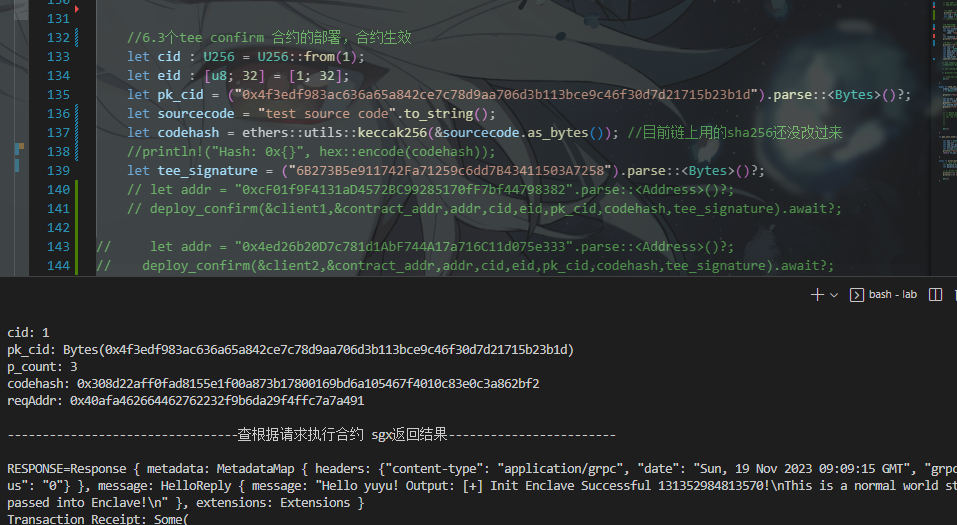 130
131
132 //6.3个tee confirm 合约的部署，合约生效
133 let cid : U256 = U256::from(1);
134 let eid : [u8; 32] = [1; 32];
135 let pk_cid = ("0x4f3edf983ac636a65a842ce7c78d9aa706d3b113bce9c46f30d7d21715b23b1d").parse::<Bytes>()?;
136 let sourcecode = "test source code".to_string();
137 let codehash = ethers::utils::keccak256(&sourcecode.as_bytes()); //目前链上用的sha256还没改过来
138 //println!("Hash: 0x{}", hex::encode(codehash));
139 let tee_signature = ("6B273B5e911742Fa71259c6dd7B43411503A7258").parse::<Bytes>()?;
140 // let addr = "0xcF01f9F4131aD4572BC99285170fF7bf44798382".parse::<Address>()?;
141 // deploy_confirm(&client1,&contract_addr,addr,cid,eid,pk_cid,codehash,tee_signature).await?;
142
143 // let addr = "0x4ed26b20D7c781d1AbF744A17a716C11d075e333".parse::<Address>()?;
144 // deploy_confirm(&client2,&contract_addr,addr,cid,eid,pk_cid,codehash,tee_signature).await?;
bash - lab
cid: 1
pk_cid: Bytes(0x4f3edf983ac636a65a842ce7c78d9aa706d3b113bce9c46f30d7d21715b23b1d)
p_count: 3
codehash: 0x308d22aff0fad8155e1f00a873b17800169bd6a105467f4010c83e0c3a862bf2
reqAddr: 0x40afa462664462762232f9b6da29f4ffc7a7a491
---------------------------------查根据请求执行合约 sgx返回结果------------------------
RESPONSE=Response { metadata: MetadataMap { headers: {"content-type": "application/grpc", "date": "Sun, 19 Nov 2023 09:09:15 GMT", "grpc
us": "0"} }, message: HelloReply { message: "Hello yuyu! Output: [+] Init Enclave Successful 131352984813570!\nThis is a normal world st
passed into Enclave!\n" }, extensions: Extensions }
Transaction Receipt: Some(